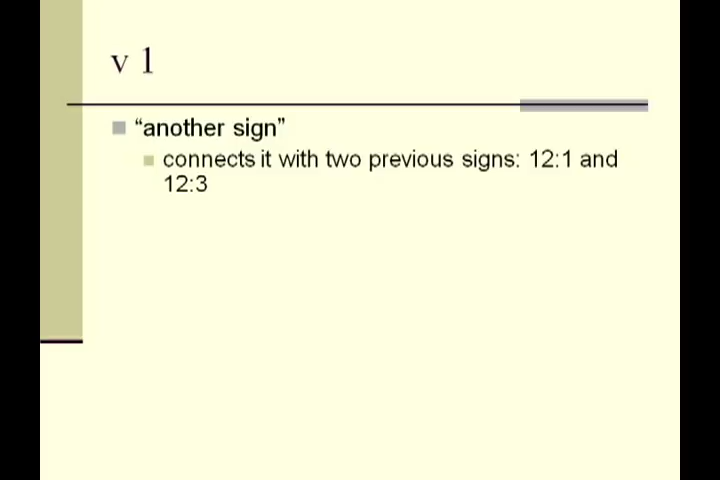 v 1
“another sign”
connects it with two previous signs: 12:1 and
12:3